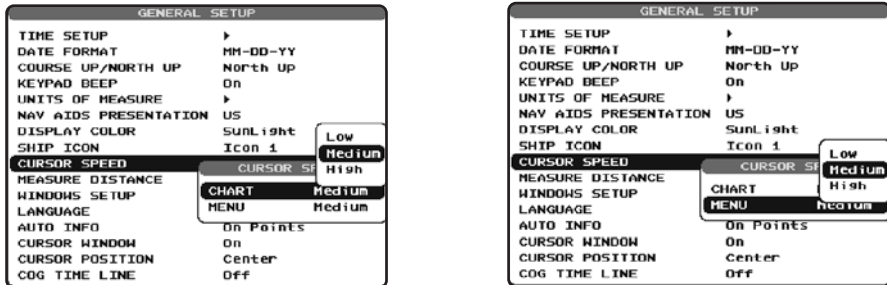 GENERAL SETUP
TIME SETUP
DATE FORMAT MM-DD-YY
COURSE UP/NORTH UP North Up
KEYPAD BEEP On
UNITS OF MEASURE
NAV AIDS PRESENTATION US
DISPLAY COLOR SunLight
SHIP ICON Icon 1
CURSOR SPEED
MEASURE DISTANCE
WINDOWS SETUP
LANGUAGE
AUTO INFO On Points
CURSOR WINDOW On
CURSOR POSITION Center
COG TIME LINE Off
Low
Medium
High
CURSOR
CHART Medium
MENU Medium
GENERAL SETUP
TIME SETUP
DATE FORMAT MM-DD-YY
COURSE UP/NORTH UP North Up
KEYPAD BEEP On
UNITS OF MEASURE
NAV AIDS PRESENTATION US
DISPLAY COLOR SunLight
SHIP ICON Icon 1
CURSOR SPEED
MEASURE DISTANCE
WINDOWS SETUP
LANGUAGE
AUTO INFO On Points
CURSOR WINDOW On
CURSOR POSITION Center
COG TIME LINE Off
Low
Medium
High
CURSOR
CHART
MENU Medium